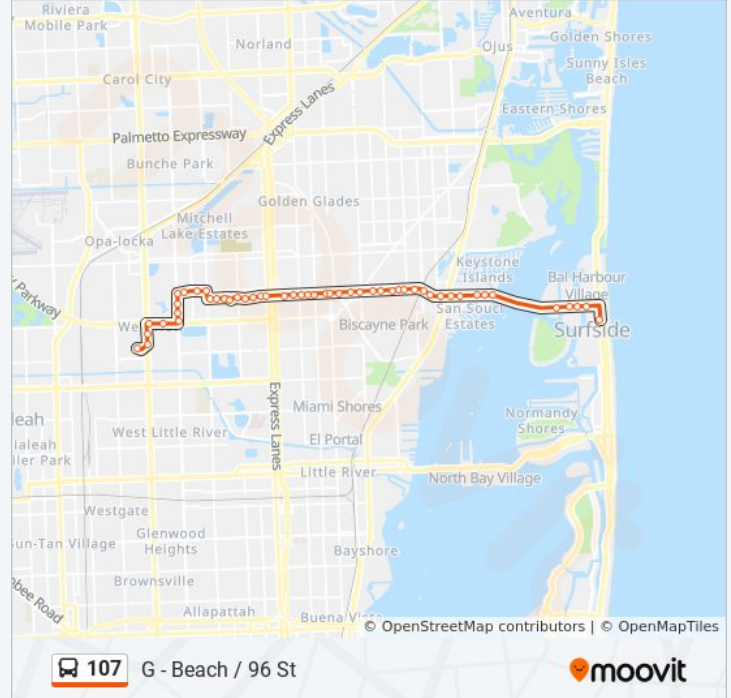 Riviera
Mobile Park
Aventura
Golden Shores
Norland
Ojus
Sunny Isles
Beach
Carol City
Express Lanes
Eastern Shores
Palmetto Expressway
Bunche Park
Golden Glades
Mitchell
Lake Estates
Opa-locka
Keystone
Islands
Bal Harbour
Village
Parkway
We
Biscayne Park
San Souci
Estates
Surfside
Express Lanes
Miami Shores
Normandy
Shores
leah
West Little River
El Portal
ialeah
iler Park
Little River
North Bay Village
Westgate
un-Tan Village
Glenwood
Heights
Bayshore
Brownsville
bee Road
Allapattah
Buena Vista
© OpenStreetMap contributors | © OpenMapTiles
107 G - Beach / 96 St
moovit